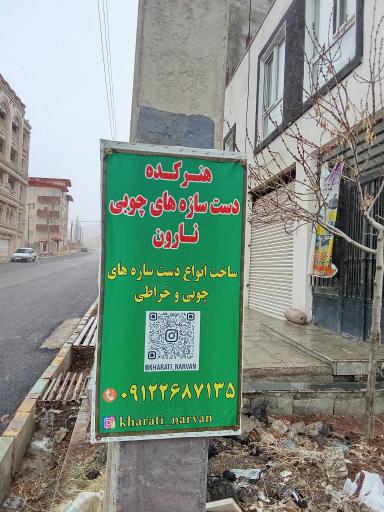 هنرکده
دست سازه های چوبی
نارون
ساخت انواع دست سازه های
چوبی و خراطی
@KHARATI_NARVAN
۰۹۱۲۲۶۸۷۱۳۵
kharati_narvan